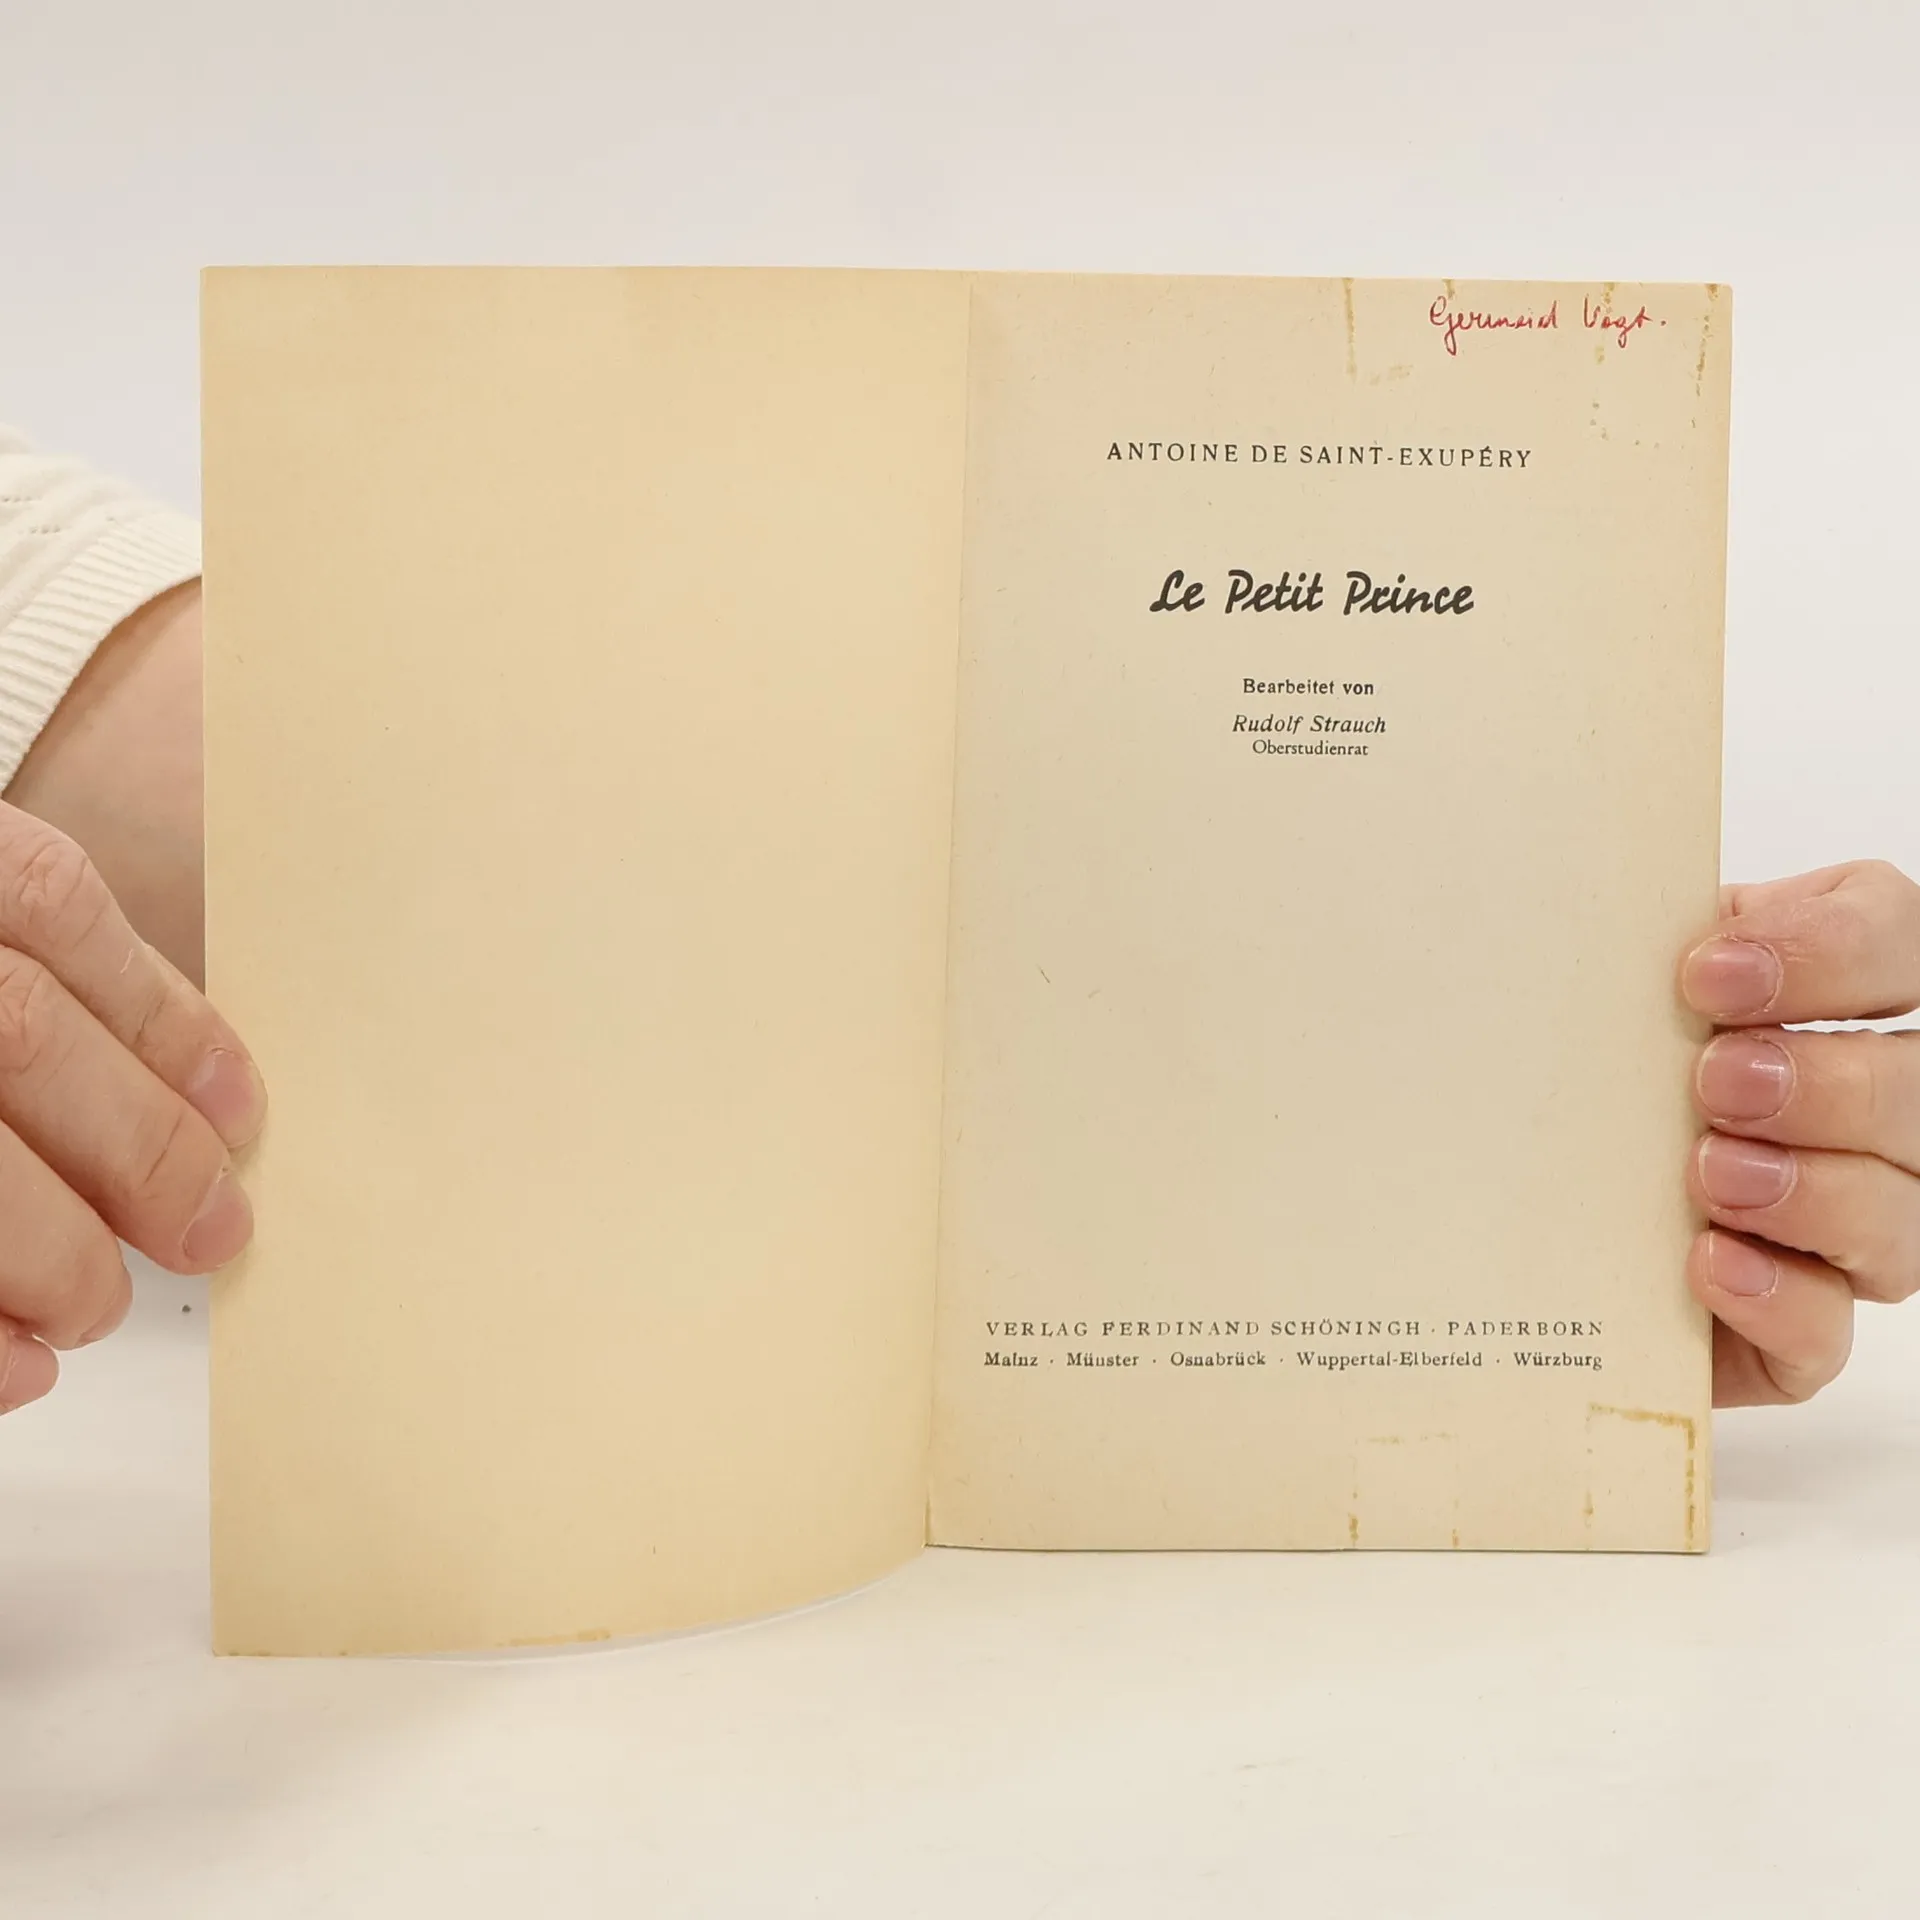 Germaid Vogt.
ANTOINE DE SAINT-EXUPÉRY
Le Petit Prince
Bearbeitet von
Rudolf Strauch
Oberstudienrat
VERLAG FERDINAND SCHÖNINGH · PADERBORN
Mainz · Münster · Osnabrück · Wuppertal-Elberfeld · Würzburg